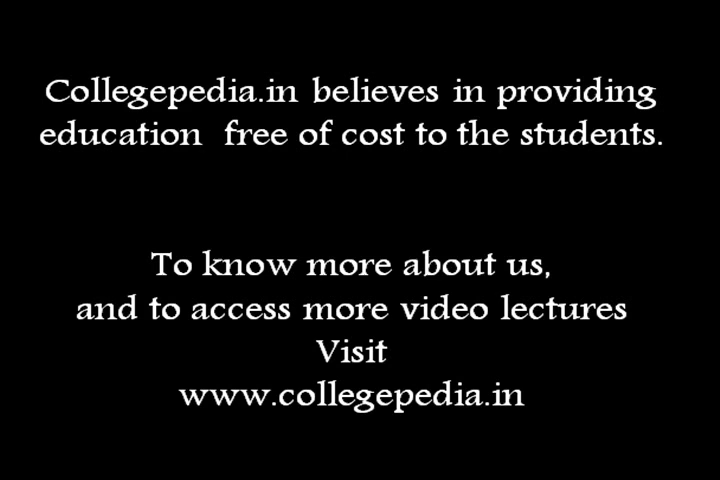 Collegepedia.in believes in providing
education free of cost to the students.
To know more about us,
and to access more video lectures
Visit
www.collegepedia.in